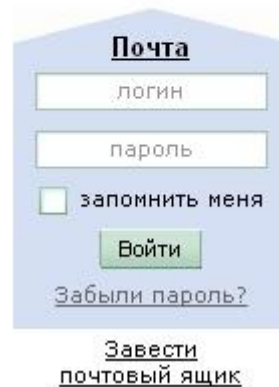 Почта
логин
пароль
запомнить меня
Войти
Забыли пароль?
Завести
почтовый ящик